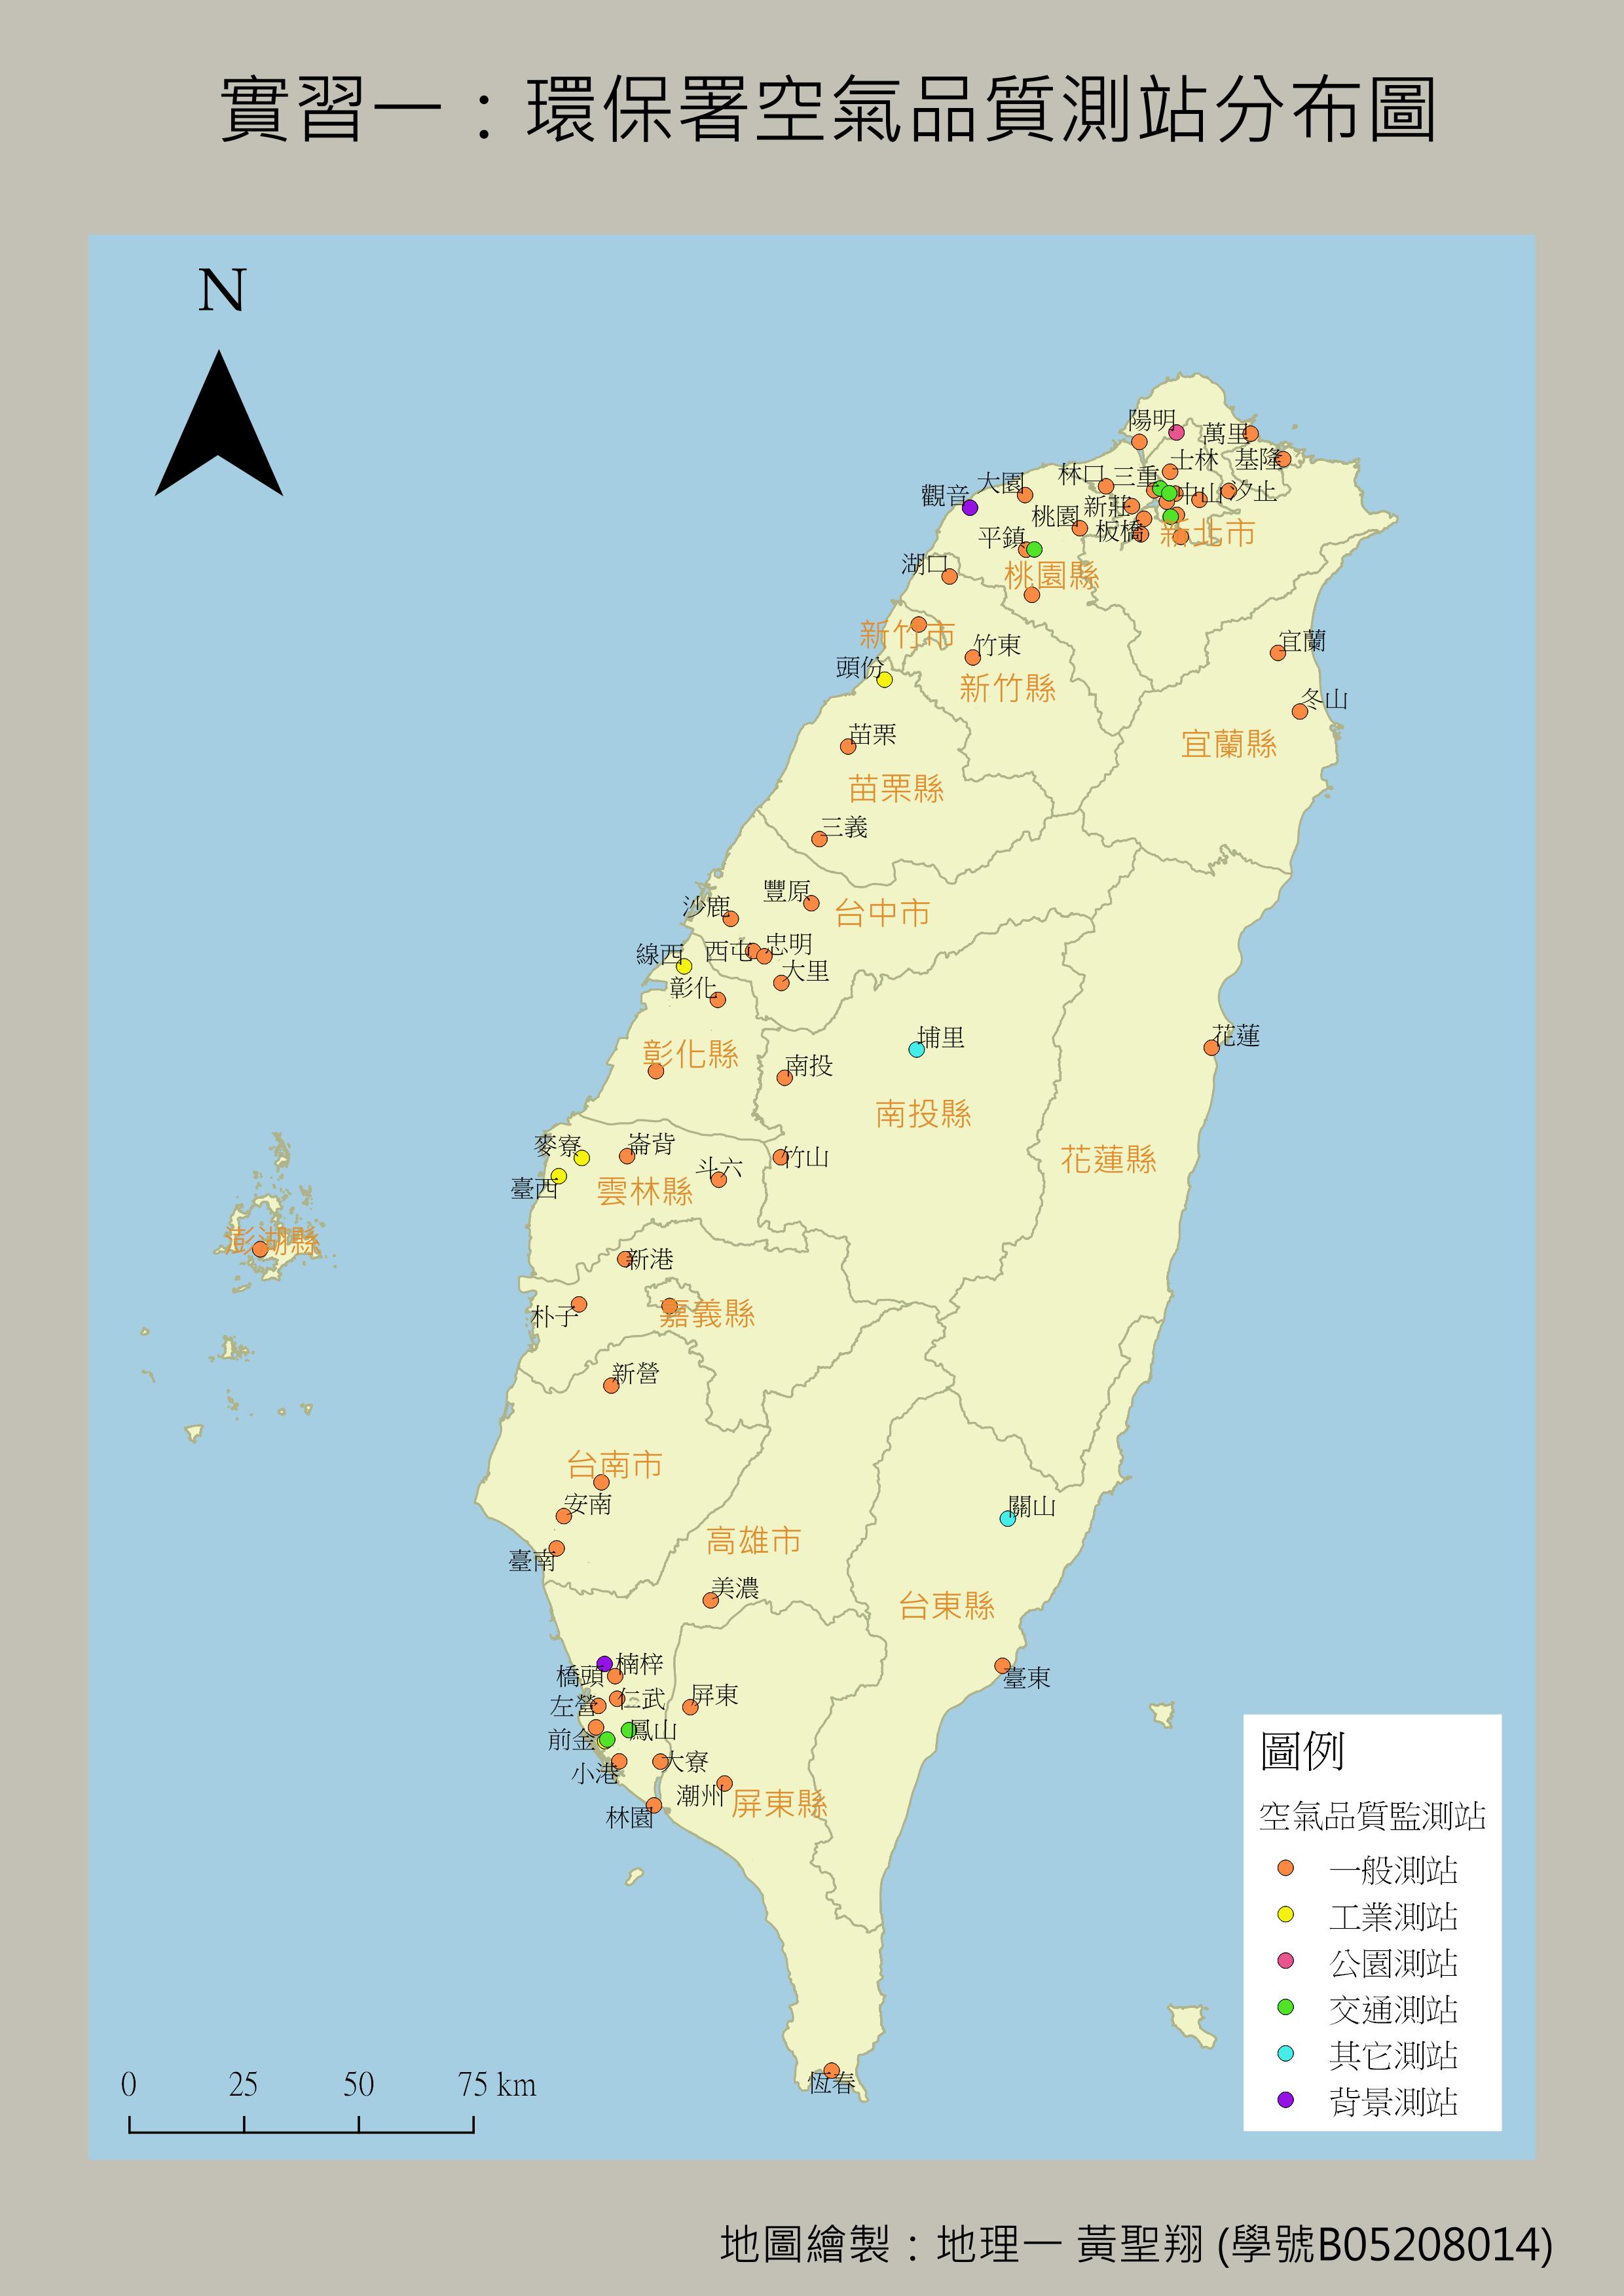 實習一：環保署空氣品質測站分布圖
N
陽明
萬里
士林
基隆
林口
三重
大園
觀音
中山
汐止
新莊
桃園
板橋
新北市
平鎮
湖口
桃園縣
新竹市
竹東
宜蘭
頭份
新竹縣
冬山
苗栗
宜蘭縣
苗栗縣
三義
豐原
沙鹿
台中市
線西
西屯
忠明
大里
彰化
花蓮
埔里
彰化縣
南投
南投縣
麥寮
崙背
竹山
花蓮縣
斗六
臺西
雲林縣
澎湖縣
新港
朴子
嘉義縣
新營
台南市
安南
關山
高雄市
臺南
美濃
台東縣
楠梓
橋頭
臺東
仁武
左營
屏東
鳳山
前金
大寮
小港
潮州
屏東縣
林園
恆春
圖例
空氣品質監測站
一般測站
工業測站
公園測站
交通測站
其它測站
背景測站
0 25 50 75 km
地圖繪製：地理一 黃聖翔 (學號B05208014)